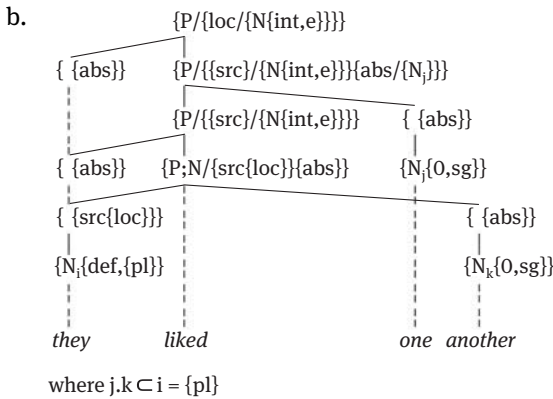 b.
{P/{loc/{N{int,e}}}}
{ {abs}} {P/{{src}/{N{int,e}}}{abs/{Nj}}}
{P/{{src}/{N{int,e}}}} { {abs}}
{ {abs}} {P;N/{src{loc}}{abs}} {Nj{0,sg}}
{ {src{loc}}} { {abs}}
{Ni{def,{pl}} {Nk{0,sg}}
they liked one another
where j.k ⊂ i = {pl}